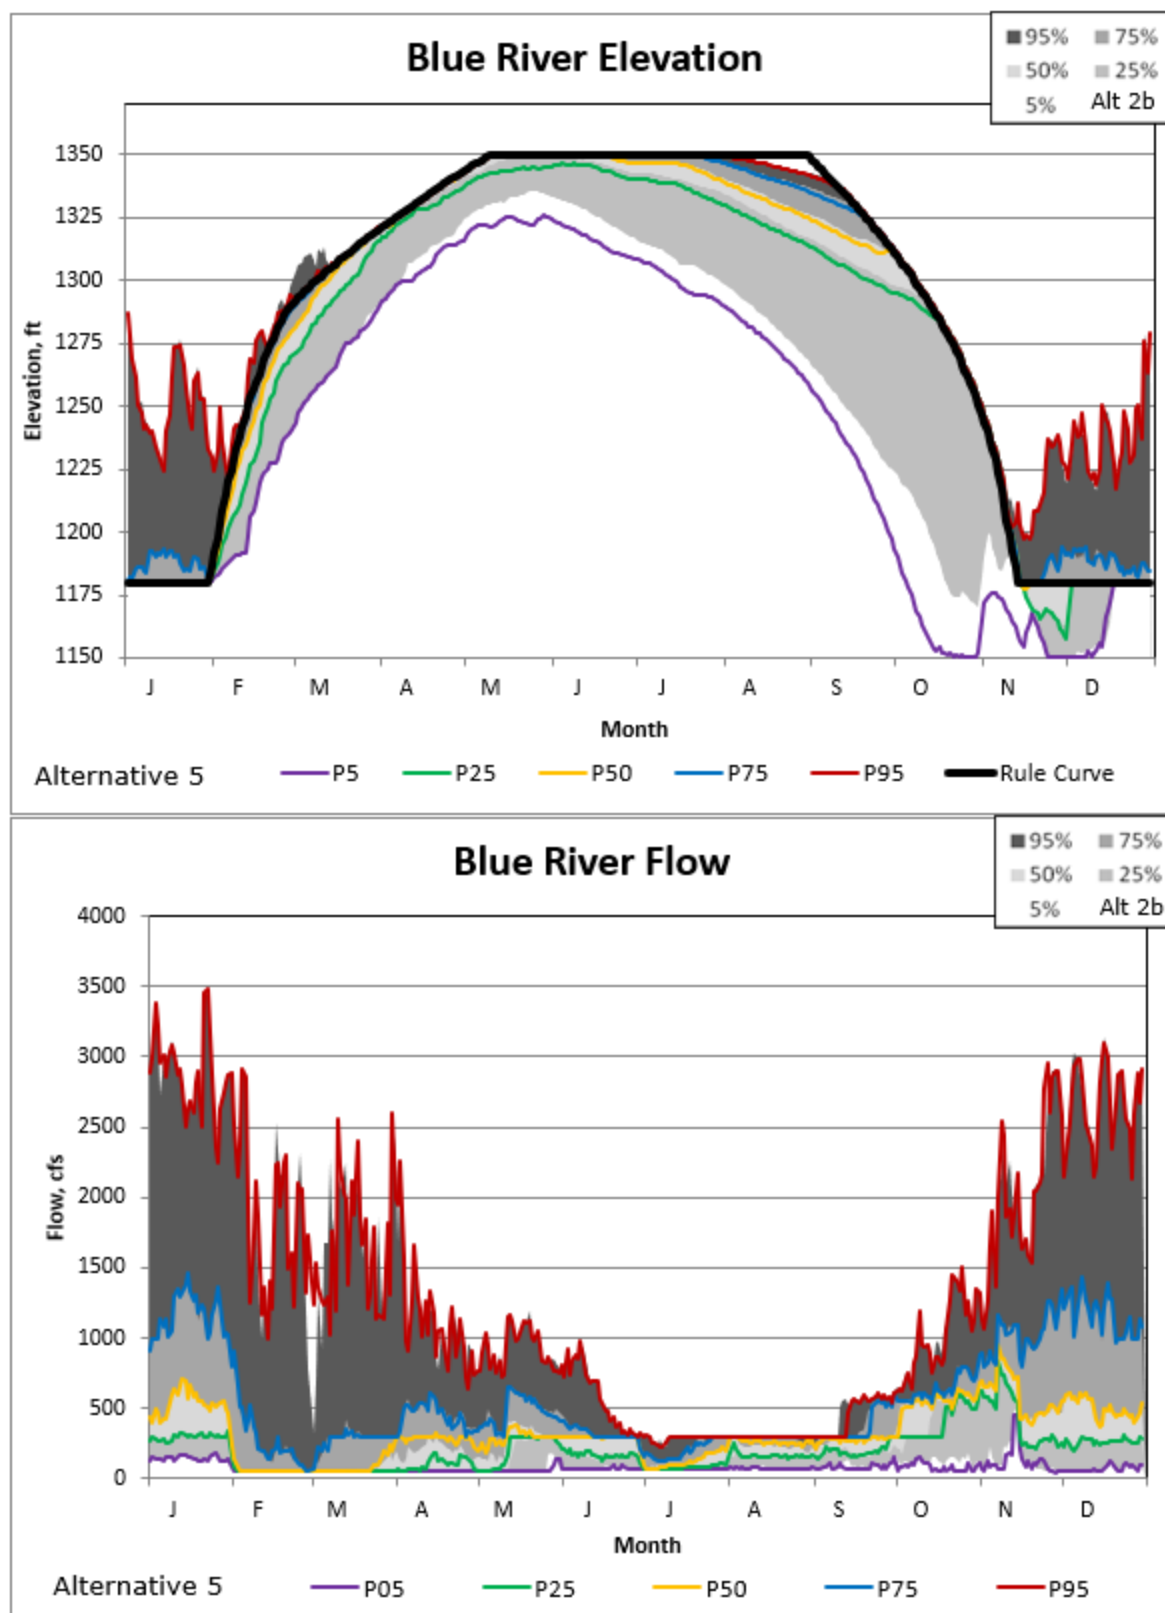 Blue River Elevation
95% 75%
50% 25%
5% Alt 2b
1350
1325
1300
1275
1250
1225
1200
1175
1150
Elevation, ft
J F M A M J J A S O N D
Month
Alternative 5 P5 P25 P50 P75 P95 Rule Curve
Blue River Flow
95% 75%
50% 25%
5% Alt 2b
4000
3500
3000
2500
2000
1500
1000
500
0
Flow, cfs
J F M A M J J A S O N D
Month
Alternative 5 P05 P25 P50 P75 P95